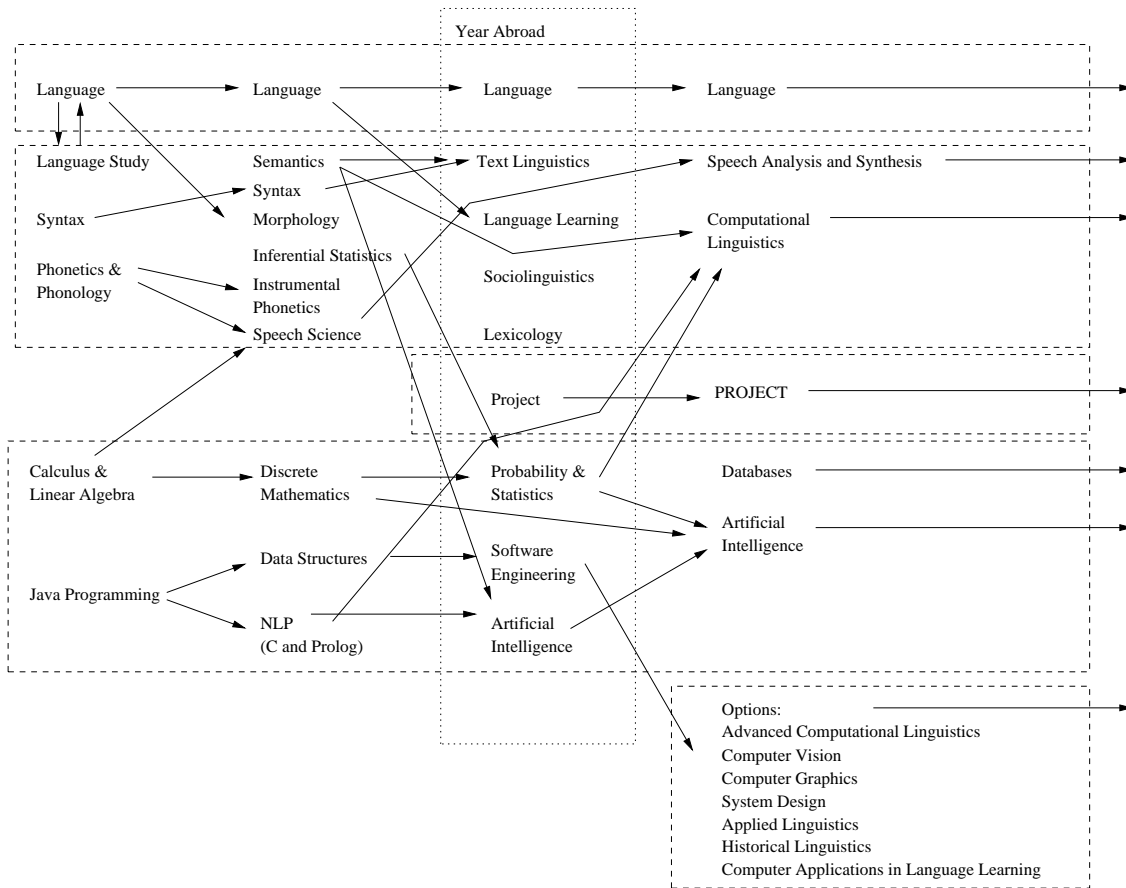 Year Abroad
Language
Language
Language
Language
Language Study
Semantics
Text Linguistics
Speech Analysis and Synthesis
Syntax
Syntax
Morphology
Language Learning
Computational
Linguistics
Inferential Statistics
Phonetics &
Phonology
Instrumental
Phonetics
Sociolinguistics
Speech Science
Lexicology
Project
PROJECT
Calculus &
Linear Algebra
Discrete
Mathematics
Probability &
Statistics
Databases
Artificial
Intelligence
Data Structures
Software
Engineering
Java Programming
NLP
(C and Prolog)
Artificial
Intelligence
Options:
Advanced Computational Linguistics
Computer Vision
Computer Graphics
System Design
Applied Linguistics
Historical Linguistics
Computer Applications in Language Learning